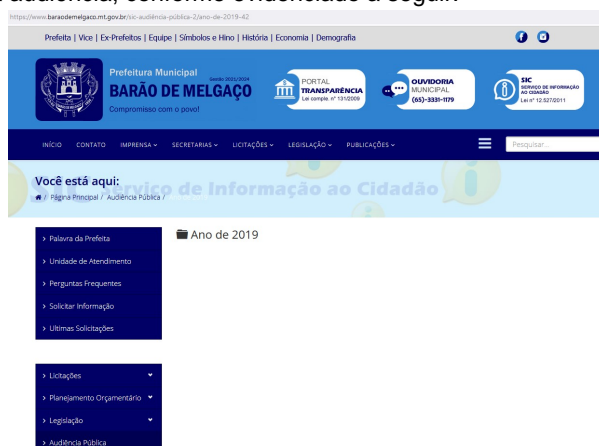 audiência, conforme evidenciado a seguir:
https://www.baraodemelgaco.mt.gov.br/sic-audiência-pública-2/ano-de-2019-42
Prefeita | Vice | Ex-Prefeitos | Equipe | Símbolos e Hino | História | Economia | Demografia
Prefeitura Municipal
Gestão 2021/2024
BARÃO DE MELGAÇO
Compromisso com o povo!
PORTAL
TRANSPARÊNCIA
Lei comple. nº 131/2009
OUVIDORIA
MUNICIPAL
(65)-3331-1179
SIC
SERVIÇO DE INFORMAÇÃO
AO CIDADÃO
Lei nº 12.527/2011
INÍCIO CONTATO IMPRENSA SECRETARIAS LICITAÇÕES LEGISLAÇÃO PUBLICAÇÕES
Pesquisar...
Serviço de Informação ao Cidadão
Você está aqui:
/ Página Principal / Audiência Pública /
> Palavra da Prefeita
> Unidade de Atendimento
> Perguntas Frequentes
> Solicitar Informação
> Ultimas Solicitações
Ano de 2019
> Licitações
> Planejamento Orçamentário
> Legislação
> Audiência Pública